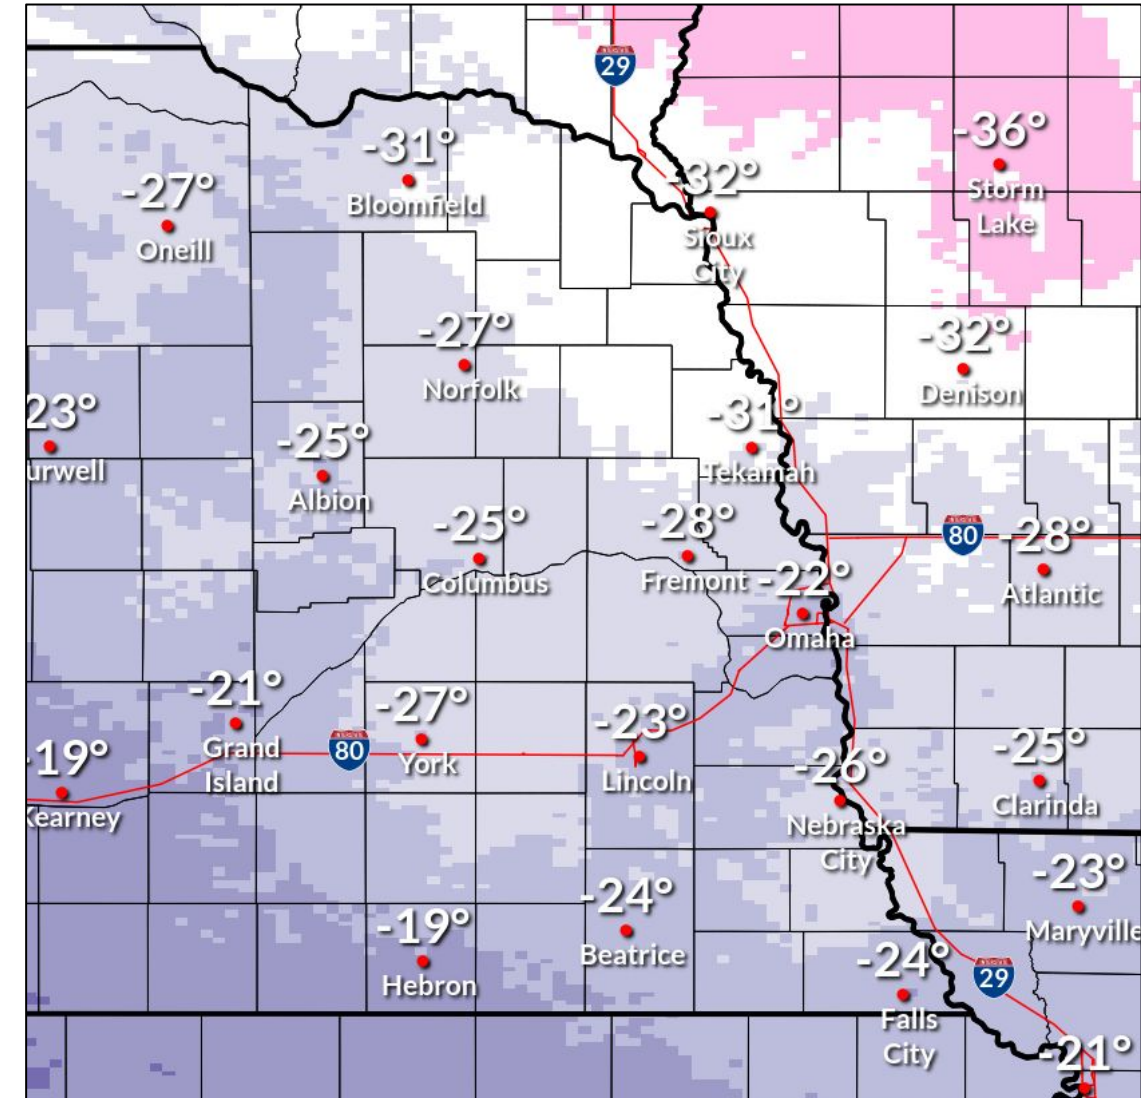 29
-36°
Storm
Lake
-31°
Bloomfield
-27°
Oneill
-32°
Sioux
City
-27°
Norfolk
-32°
Denison
23°
urwell
-31°
Tekamah
-25°
Albion
-25°
Columbus
-28°
Fremont
80
-28°
Atlantic
-22°
Omaha
-21°
Grand
Island
80
-27°
York
-23°
Lincoln
-19°
Kearney
-26°
Nebraska
City
-25°
Clarinda
-24°
Beatrice
-23°
Maryville
-19°
Hebron
-24°
Falls
City
29
-21°